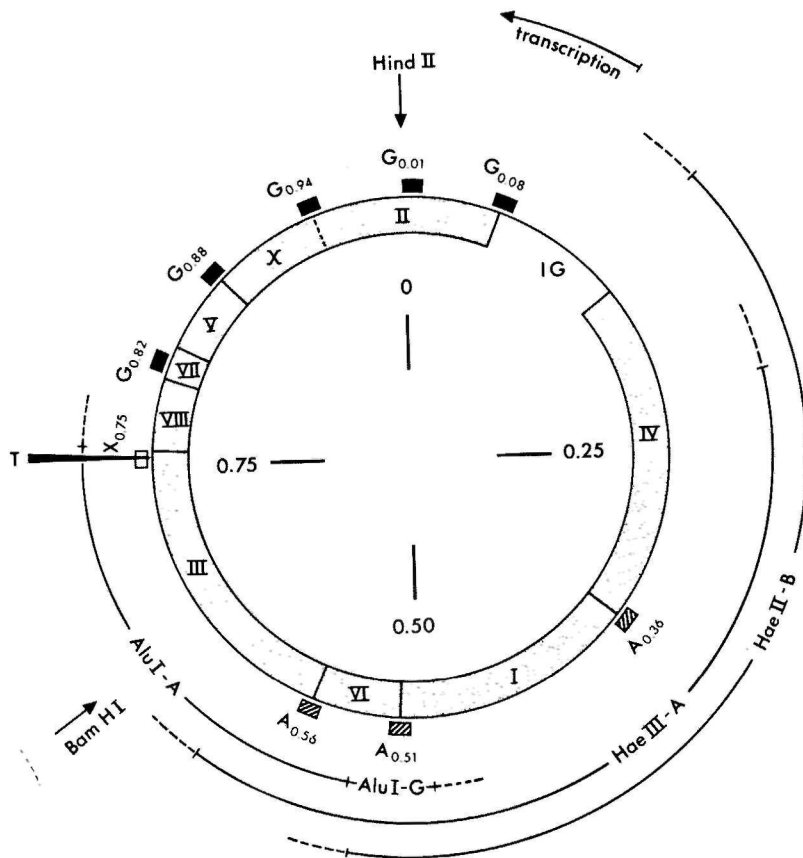 transcription
Hind II
G0.01
G0.08
G0.94
G0.88
G0.82
X0.75
T
II
X
V
VII
VIII
III
VI
I
IV
IG
0
0.25
0.50
0.75
A0.36
A0.51
A0.56
Alu I-A
Alu I-G
Hae III-A
Hae II-B
Bam H I